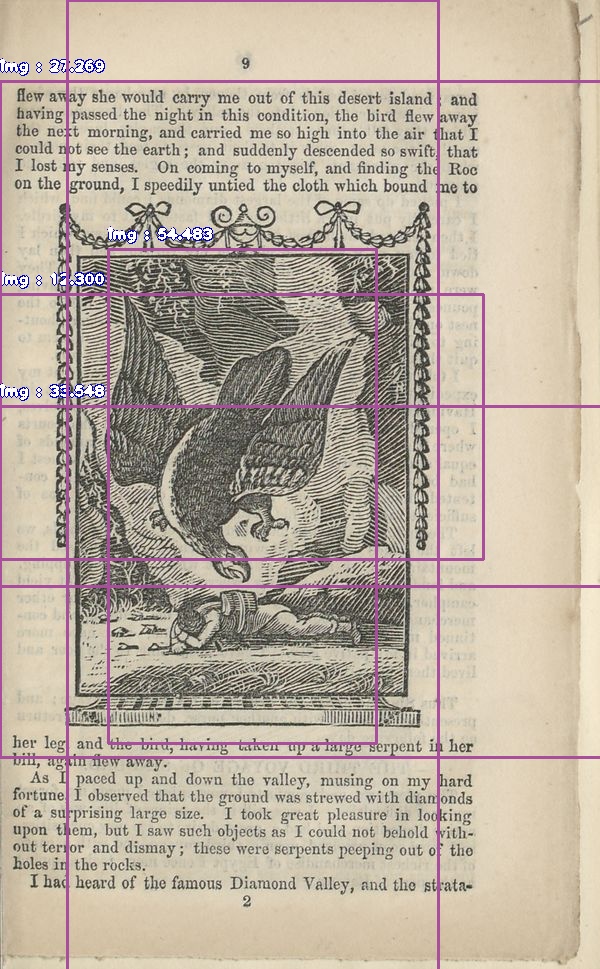 9
flew away she would carry me out of this desert island; and
having passed the night in this condition, the bird flew away
the next morning, and carried me so high into the air that I
could not see the earth; and suddenly descended so swift, that
I lost my senses. On coming to myself, and finding the Roc
on the ground, I speedily untied the cloth which bound me to
Img : 27.269
Img : 54.483
Img : 12.300
Img : 33.548
her leg, and the bird, having taken up a large serpent in her
bill, again flew away.
As I paced up and down the valley, musing on my hard
fortune, I observed that the ground was strewed with diamonds
of a surprising large size. I took great pleasure in looking
upon them, but I saw such objects as I could not behold with-
out terror and dismay; these were serpents peeping out of the
holes in the rocks.
I had heard of the famous Diamond Valley, and the strata-
2